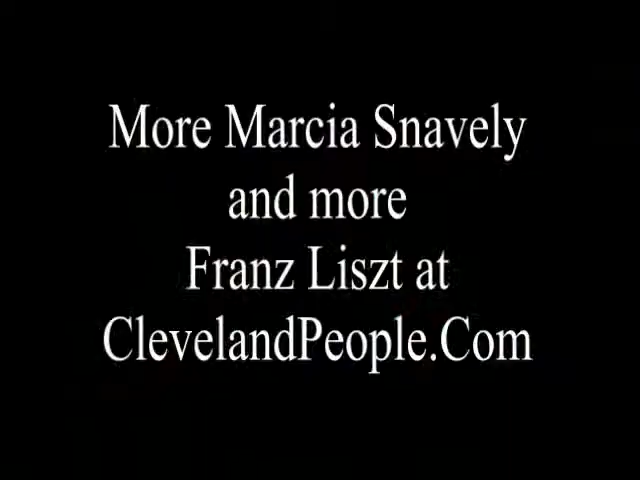 More Marcia Snavely
and more
Franz Liszt at
ClevelandPeople.Com